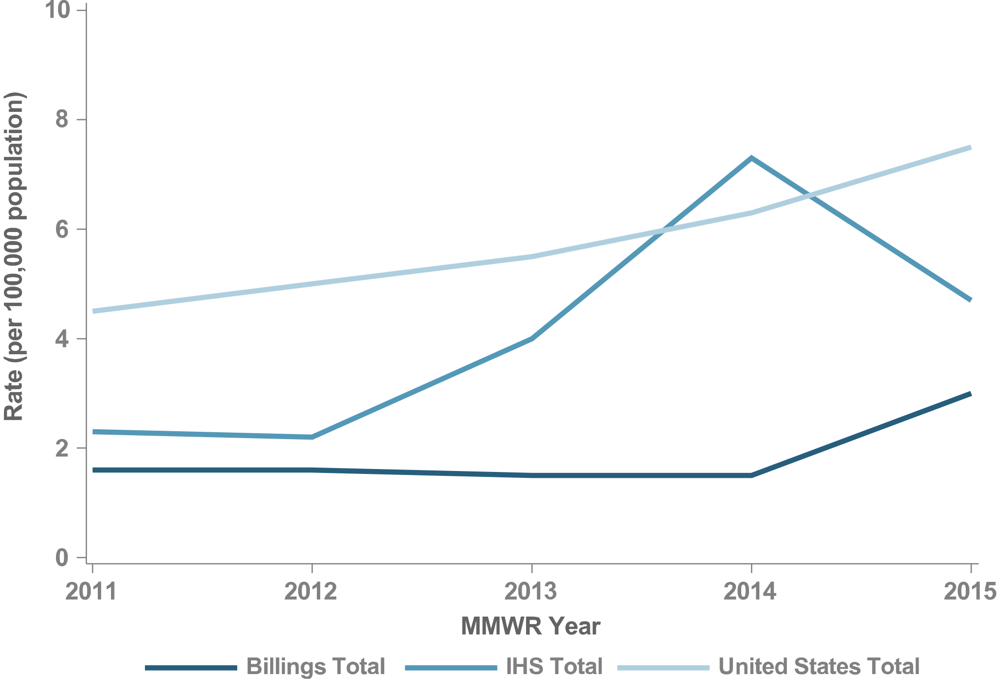 10
8
6
4
2
0
Rate (per 100,000 population)
2011 2012 2013 2014 2015
MMWR Year
Billings Total IHS Total United States Total